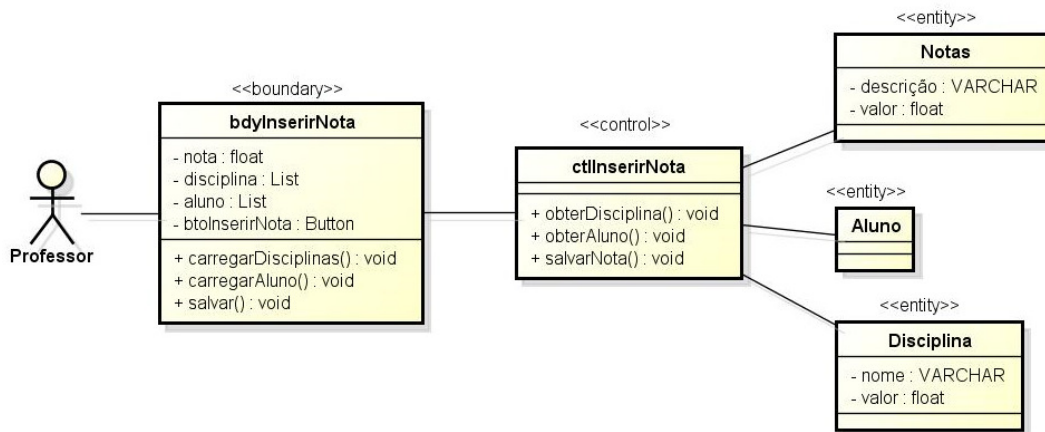 Professor
<<boundary>>
bdyInserirNota
- nota : float
- disciplina : List
- aluno : List
- btoInserirNota : Button
+ carregarDisciplinas() : void
+ carregarAluno() : void
+ salvar() : void
<<control>>
ctlInserirNota
+ obterDisciplina() : void
+ obterAluno() : void
+ salvarNota() : void
<<entity>>
Notas
- descrição : VARCHAR
- valor : float
<<entity>>
Aluno
<<entity>>
Disciplina
- nome : VARCHAR
- valor : float